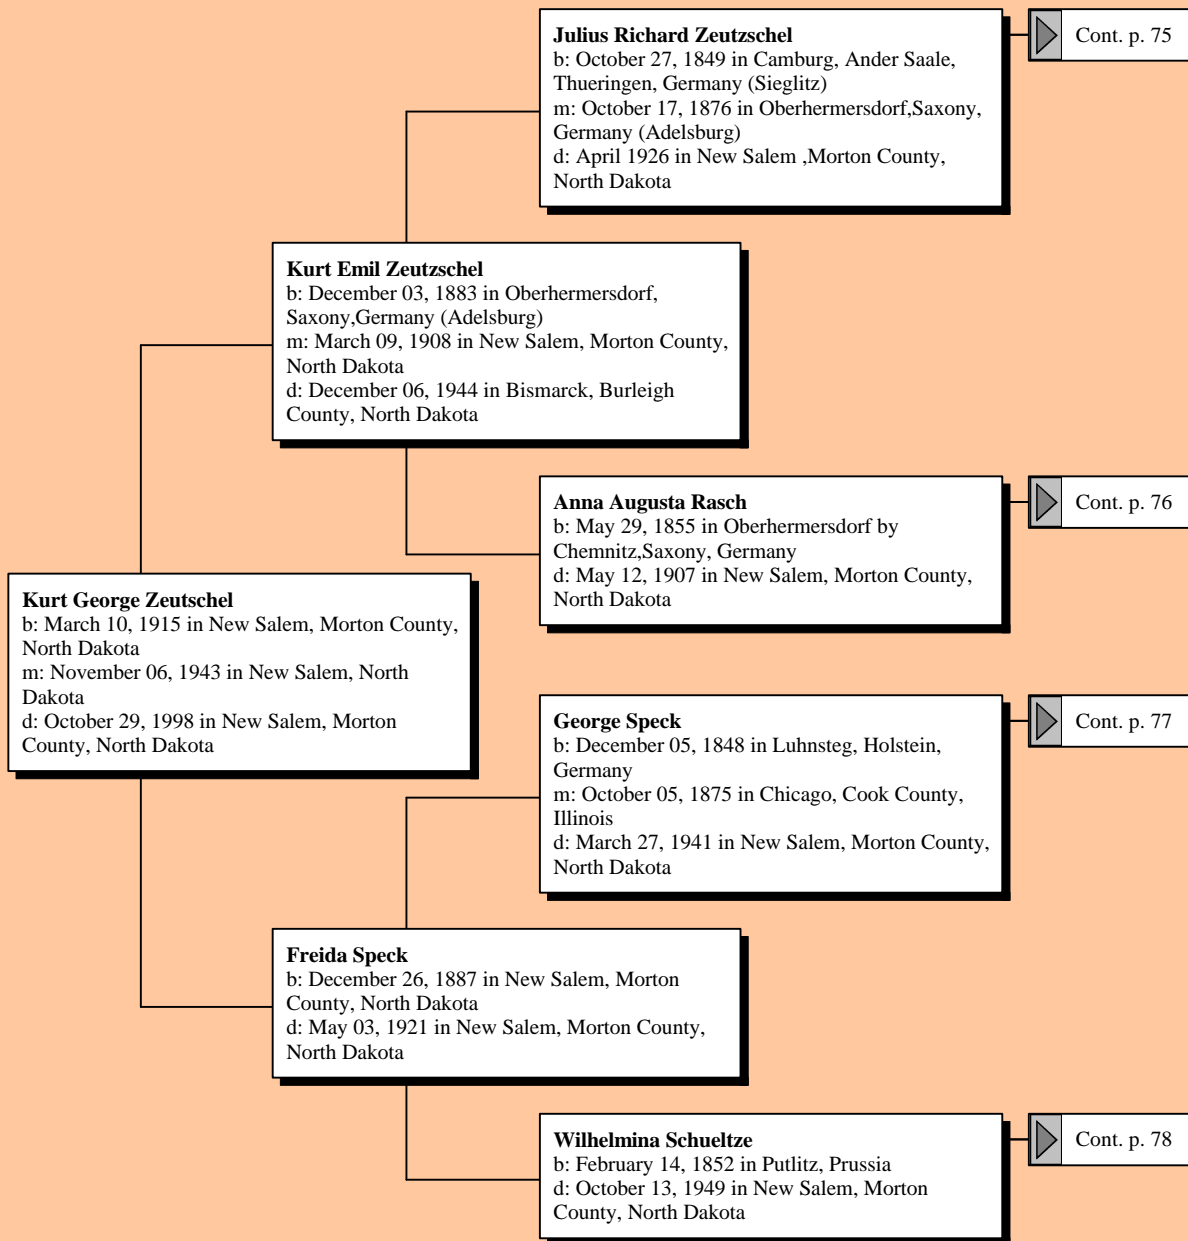 Julius Richard Zeutzschel
b: October 27, 1849 in Camburg, Ander Saale,
Thueringen, Germany (Sieglitz)
m: October 17, 1876 in Oberhermersdorf,Saxony,
Germany (Adelsburg)
d: April 1926 in New Salem ,Morton County,
North Dakota
Cont. p. 75
Kurt Emil Zeutzschel
b: December 03, 1883 in Oberhermersdorf,
Saxony,Germany (Adelsburg)
m: March 09, 1908 in New Salem, Morton County,
North Dakota
d: December 06, 1944 in Bismarck, Burleigh
County, North Dakota
Anna Augusta Rasch
b: May 29, 1855 in Oberhermersdorf by
Chemnitz,Saxony, Germany
d: May 12, 1907 in New Salem, Morton County,
North Dakota
Cont. p. 76
Kurt George Zeutschel
b: March 10, 1915 in New Salem, Morton County,
North Dakota
m: November 06, 1943 in New Salem, North
Dakota
d: October 29, 1998 in New Salem, Morton
County, North Dakota
George Speck
b: December 05, 1848 in Luhnsteg, Holstein,
Germany
m: October 05, 1875 in Chicago, Cook County,
Illinois
d: March 27, 1941 in New Salem, Morton County,
North Dakota
Cont. p. 77
Freida Speck
b: December 26, 1887 in New Salem, Morton
County, North Dakota
d: May 03, 1921 in New Salem, Morton County,
North Dakota
Wilhelmina Schueltze
b: February 14, 1852 in Putlitz, Prussia
d: October 13, 1949 in New Salem, Morton
County, North Dakota
Cont. p. 78